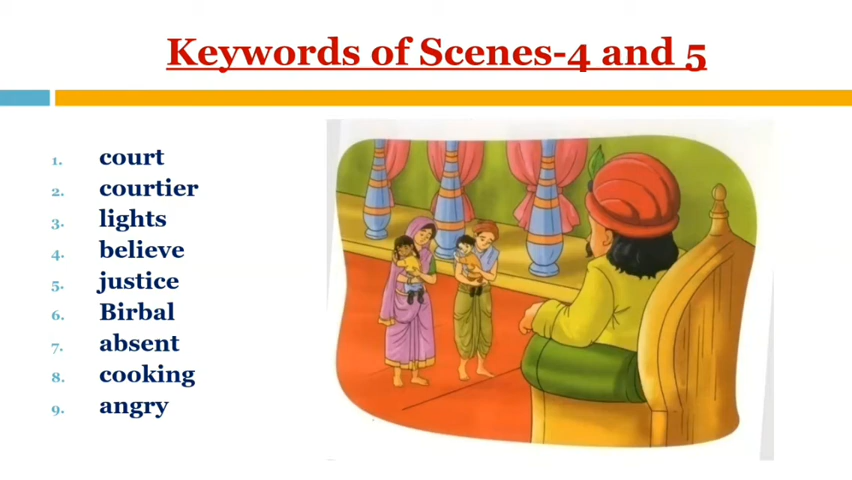 Keywords of Scenes-4 and 5
1. court
2. courtier
3. lights
4. believe
5. justice
6. Birbal
7. absent
8. cooking
9. angry